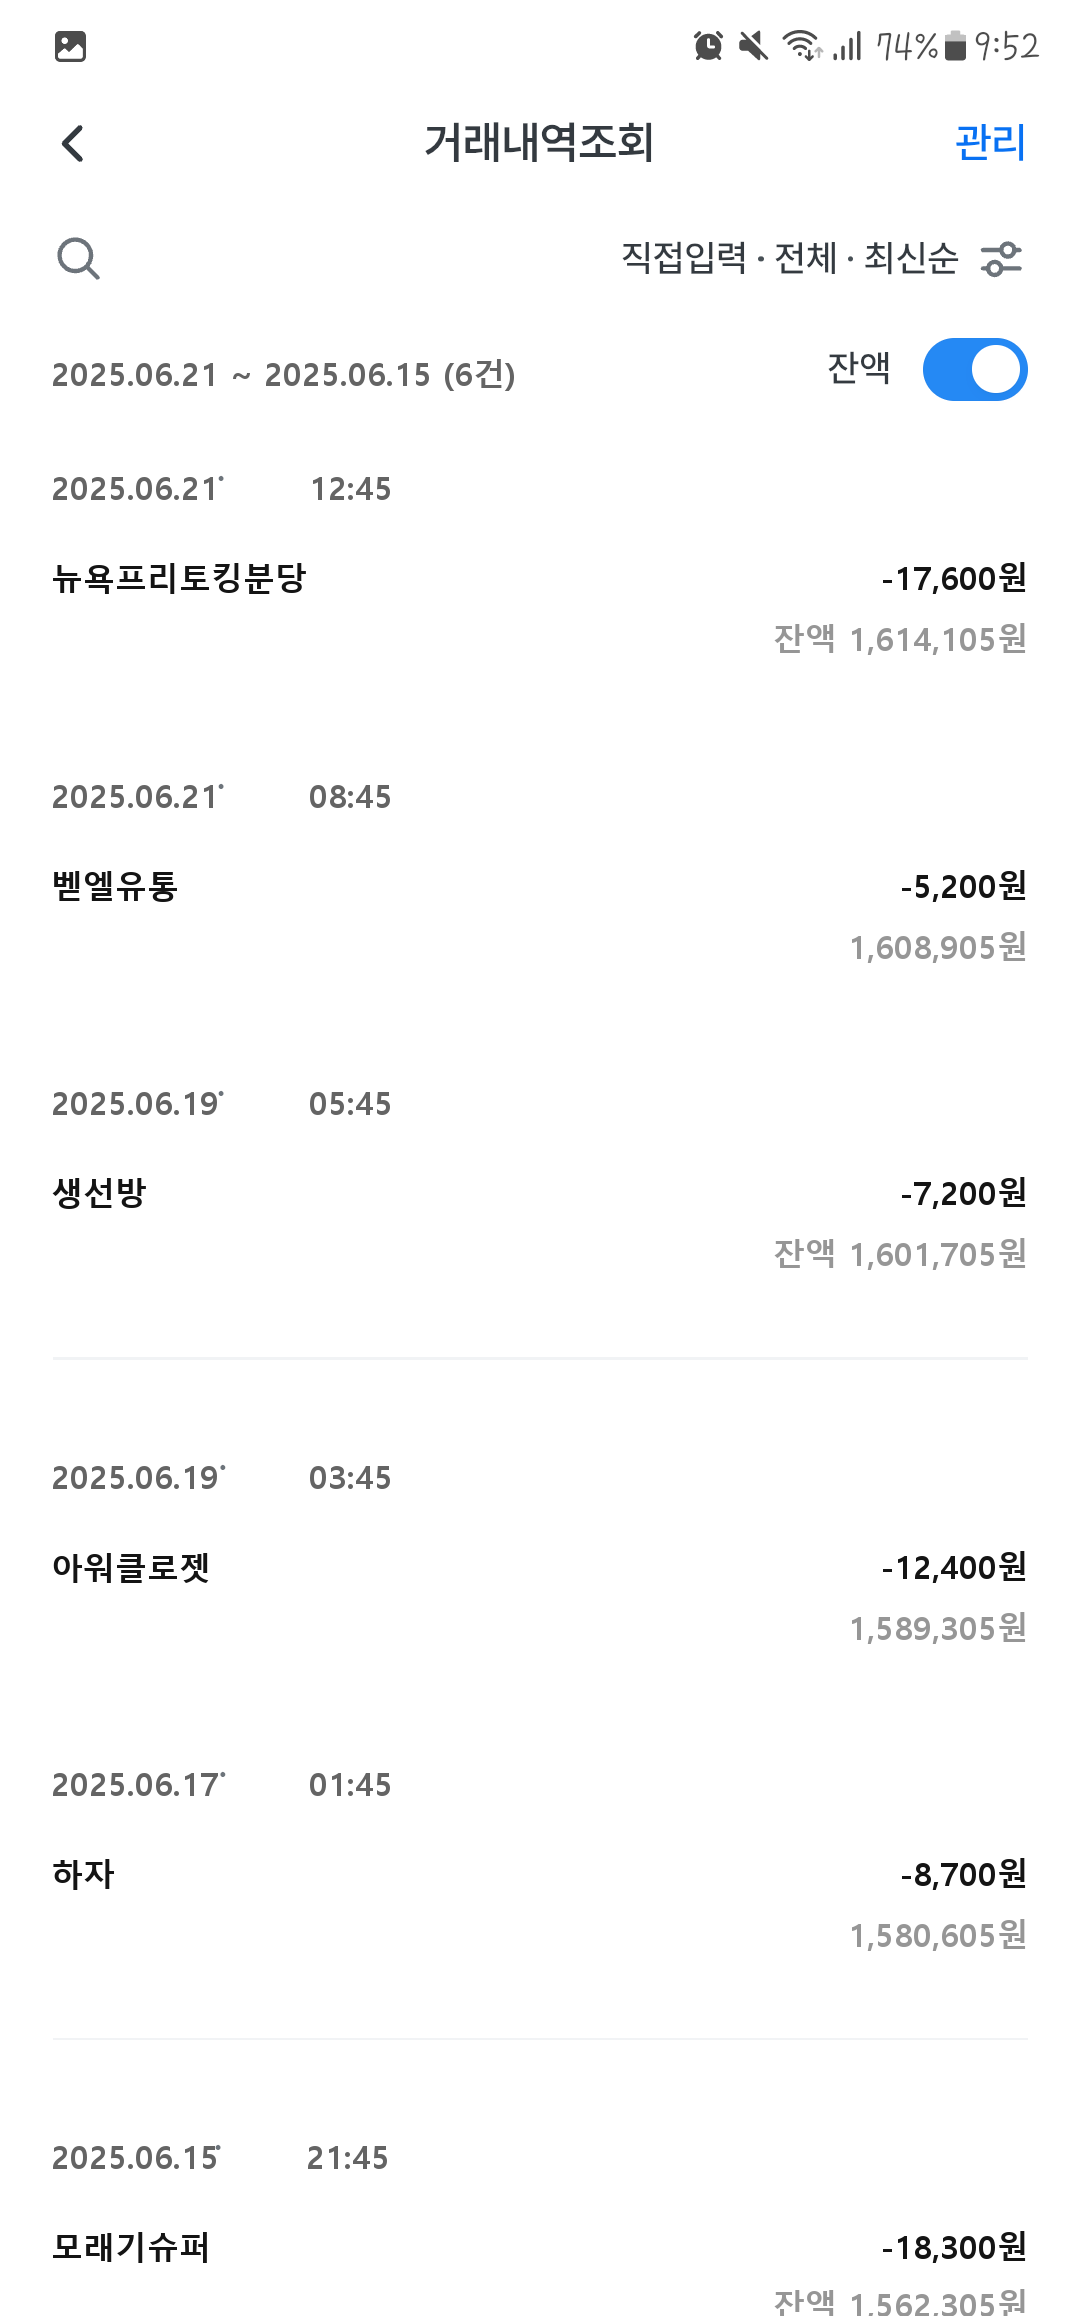 74% 9:52
거래내역조회 관리
직접입력 · 전체 · 최신순
2025.06.21 ~ 2025.06.15 (6건) 잔액
2025.06.21 12:45
뉴욕프리토킹분당 -17,600원
잔액 1,614,105원
2025.06.21 08:45
벧엘유통 -5,200원
1,608,905원
2025.06.19 05:45
생선방 -7,200원
잔액 1,601,705원
2025.06.19 03:45
아워클로젯 -12,400원
1,589,305원
2025.06.17 01:45
하자 -8,700원
1,580,605원
2025.06.15 21:45
모래기슈퍼 -18,300원
잔액 1,562,305원